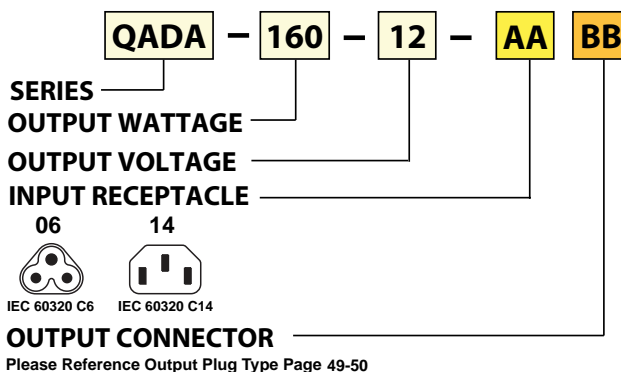 QADA - 160 - 12 - AA BB
SERIES
OUTPUT WATTAGE
OUTPUT VOLTAGE
INPUT RECEPTACLE
06 14
IEC 60320 C6 IEC 60320 C14
OUTPUT CONNECTOR
Please Reference Output Plug Type Page 49-50